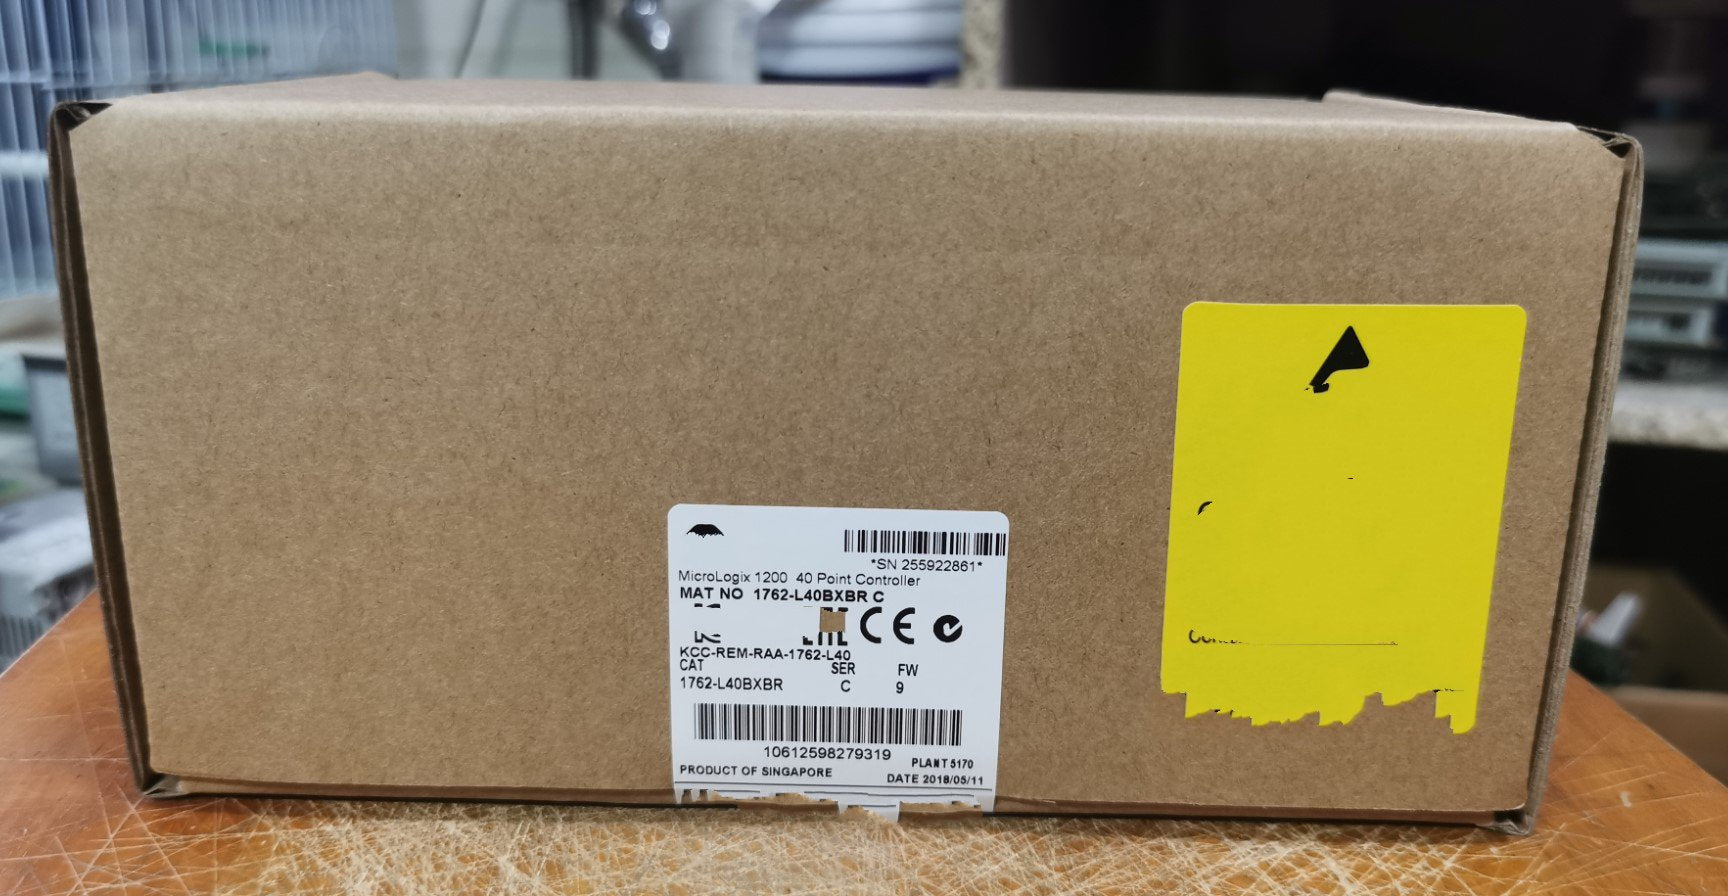 *SN 255922861*
MicroLogix 1200 40 Point Controller
MAT NO 1762-L40BXBR C
CE
KCC-REM-RAA-1762-L40
CAT SER FW
1762-L40BXBR C 9
10612598279319
PLANT 5170
PRODUCT OF SINGAPORE
DATE 2018/05/11